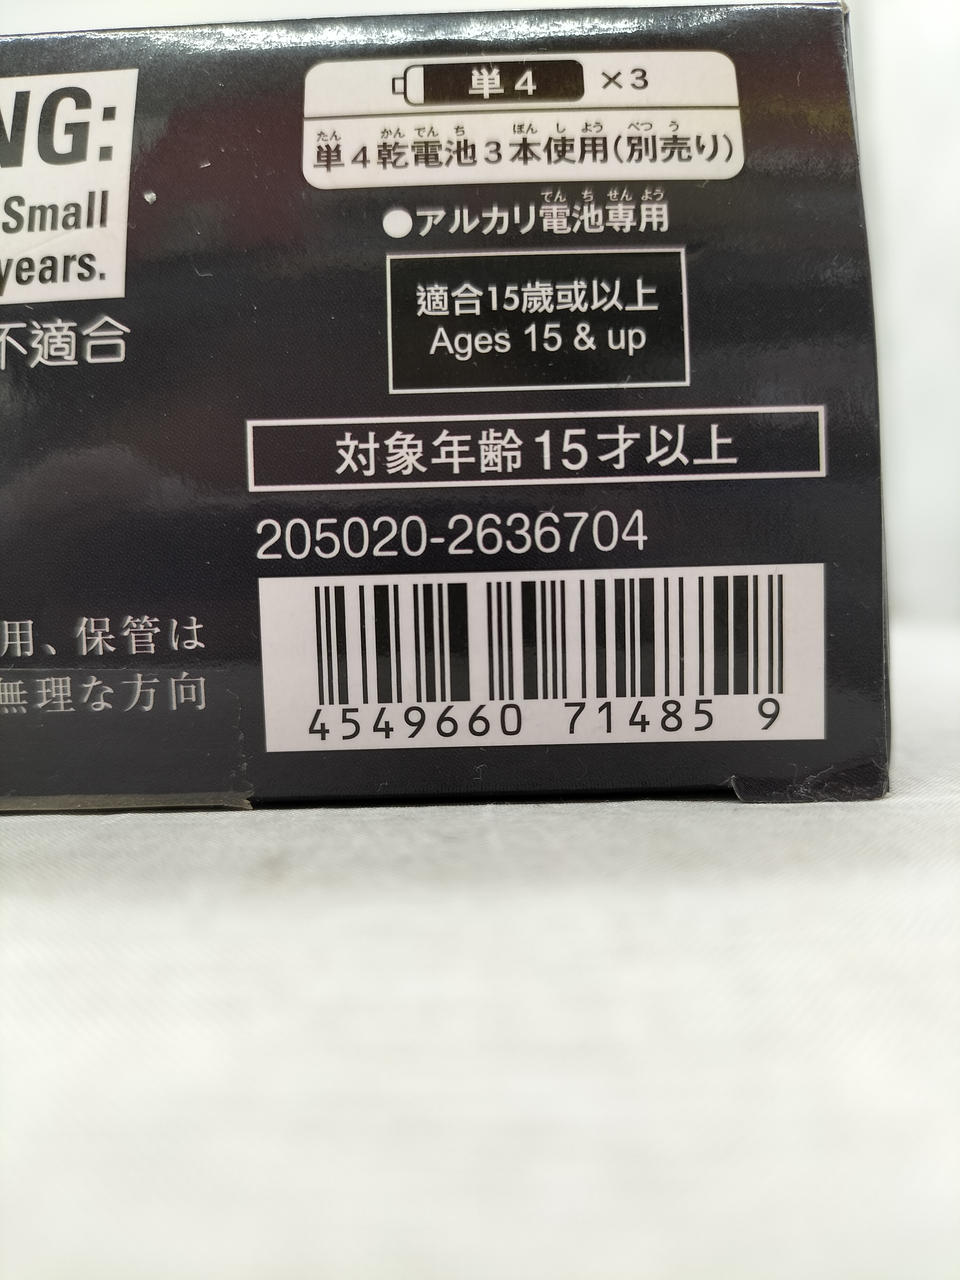 NG:
Small
years.
不適合
単4 ×3
たん かん でん ち ぼん し よう べつ う
単4乾電池3本使用(別売り)
でん ち せん よう
●アルカリ電池専用
適合15歲或以上
Ages 15 & up
対象年齢15才以上
205020-2636704
用、保管は
無理な方向
4549660 71485 9